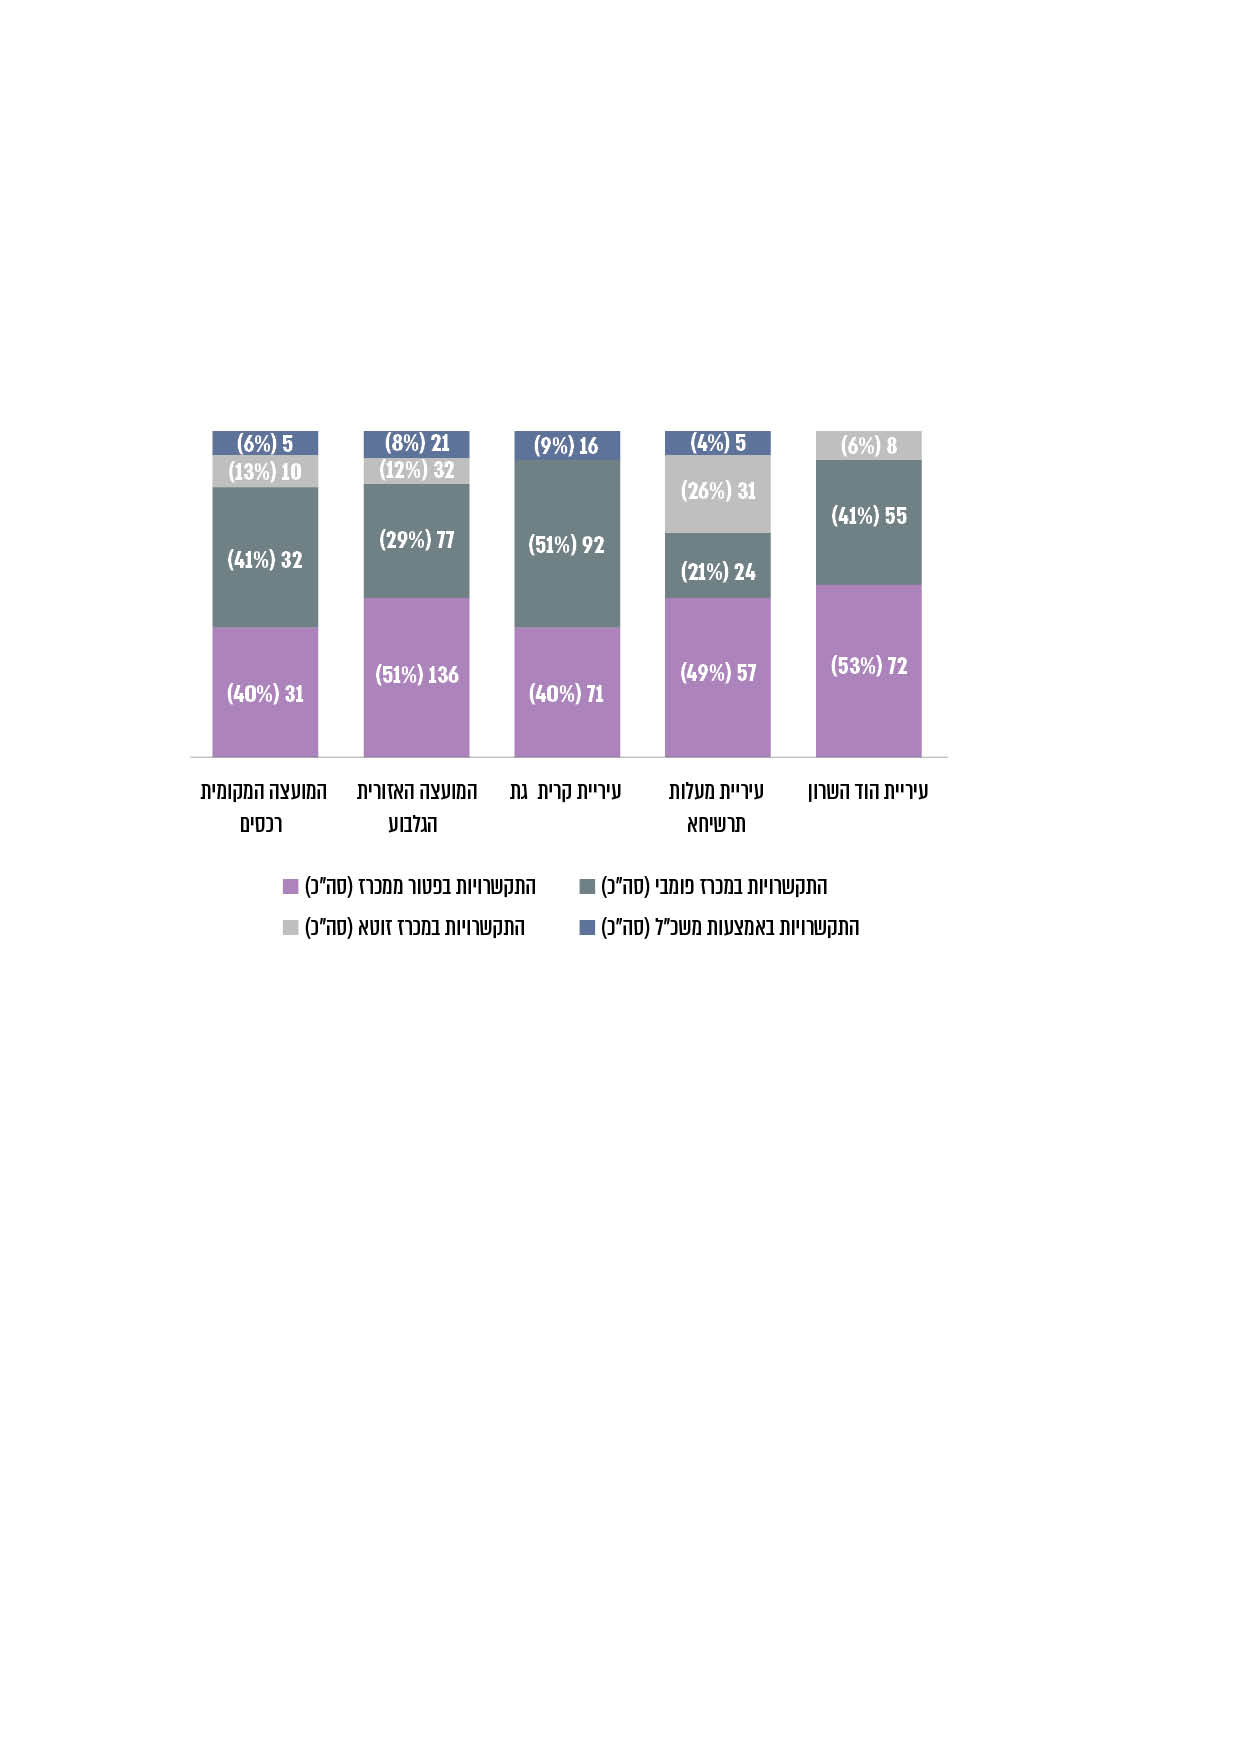 5 (6%)
21 (8%)
16 (9%)
5 (4%)
8 (6%)
10 (13%)
32 (12%)
31 (26%)
32 (41%)
77 (29%)
92 (51%)
24 (21%)
55 (41%)
31 (40%)
136 (51%)
71 (40%)
57 (49%)
72 (53%)
עיריית הוד השרון
עיריית מעלות
תרשיחא
עיריית קרית גת
המועצה האזורית
הגלבוע
המועצה המקומית
רכסים
התקשרויות במכרז פומבי (סה"כ)
התקשרויות בפטור ממכרז (סה"כ)
התקשרויות באמצעות משכ"ל (סה"כ)
התקשרויות במכרז זוטא (סה"כ)